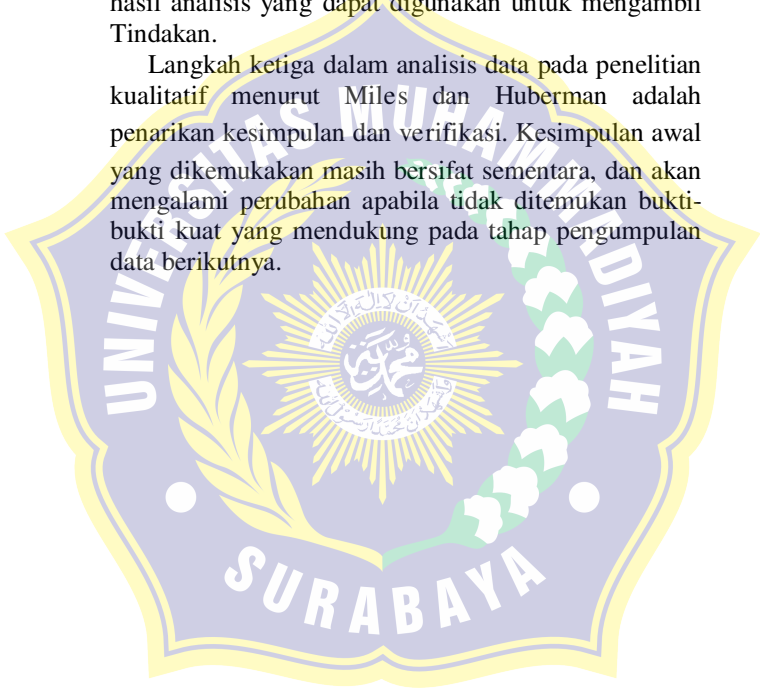 hasil analisis yang dapat digunakan untuk mengambil
Tindakan.
Langkah ketiga dalam analisis data pada penelitian
kualitatif menurut Miles dan Huberman adalah
penarikan kesimpulan dan verifikasi. Kesimpulan awal
yang dikemukakan masih bersifat sementara, dan akan
mengalami perubahan apabila tidak ditemukan bukti-
bukti kuat yang mendukung pada tahap pengumpulan
data berikutnya.
UNIVERSITAS MUHAMMADIYAH
SURABAYA